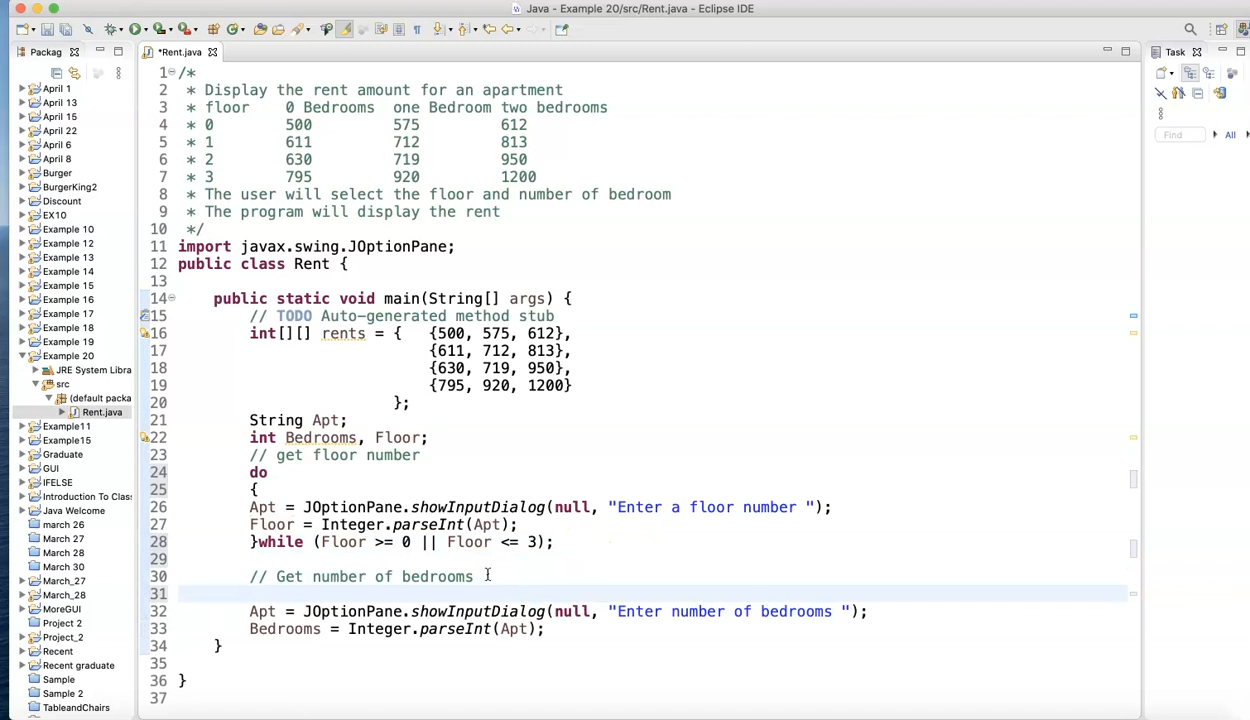 Java - Example 20/src/Rent.java - Eclipse IDE
Packag
*Rent.java
Task
Find
All
April 1
April 13
April 15
April 22
April 6
April 8
Burger
BurgerKing2
Discount
EX10
Example 10
Example 12
Example 13
Example 14
Example 15
Example 16
Example 17
Example 18
Example 19
Example 20
JRE System Libra
src
(default packa
Rent.java
Example11
Example15
Graduate
GUI
IFELSE
Introduction To Clas
Java Welcome
march 26
March 27
March 28
March 30
March_27
March_28
MoreGUI
Project 2
Project_2
Recent
Recent graduate
Sample
Sample 2
TableandChairs
1 /*
2  * Display the rent amount for an apartment
3  * floor    0 Bedrooms  one Bedroom two bedrooms
4  * 0        500         575         612
5  * 1        611         712         813
6  * 2        630         719         950
7  * 3        795         920         1200
8  * The user will select the floor and number of bedroom
9  * The program will display the rent
10  */
11 import javax.swing.JOptionPane;
12 public class Rent {
13
14     public static void main(String[] args) {
15         // TODO Auto-generated method stub
16         int[][] rents = {   {500, 575, 612},
17                             {611, 712, 813},
18                             {630, 719, 950},
19                             {795, 920, 1200}
20                         };
21         String Apt;
22         int Bedrooms, Floor;
23         // get floor number
24         do
25         {
26         Apt = JOptionPane.showInputDialog(null, "Enter a floor number ");
27         Floor = Integer.parseInt(Apt);
28         }while (Floor >= 0 || Floor <= 3);
29
30         // Get number of bedrooms
31
32         Apt = JOptionPane.showInputDialog(null, "Enter number of bedrooms ");
33         Bedrooms = Integer.parseInt(Apt);
34     }
35
36 }
37